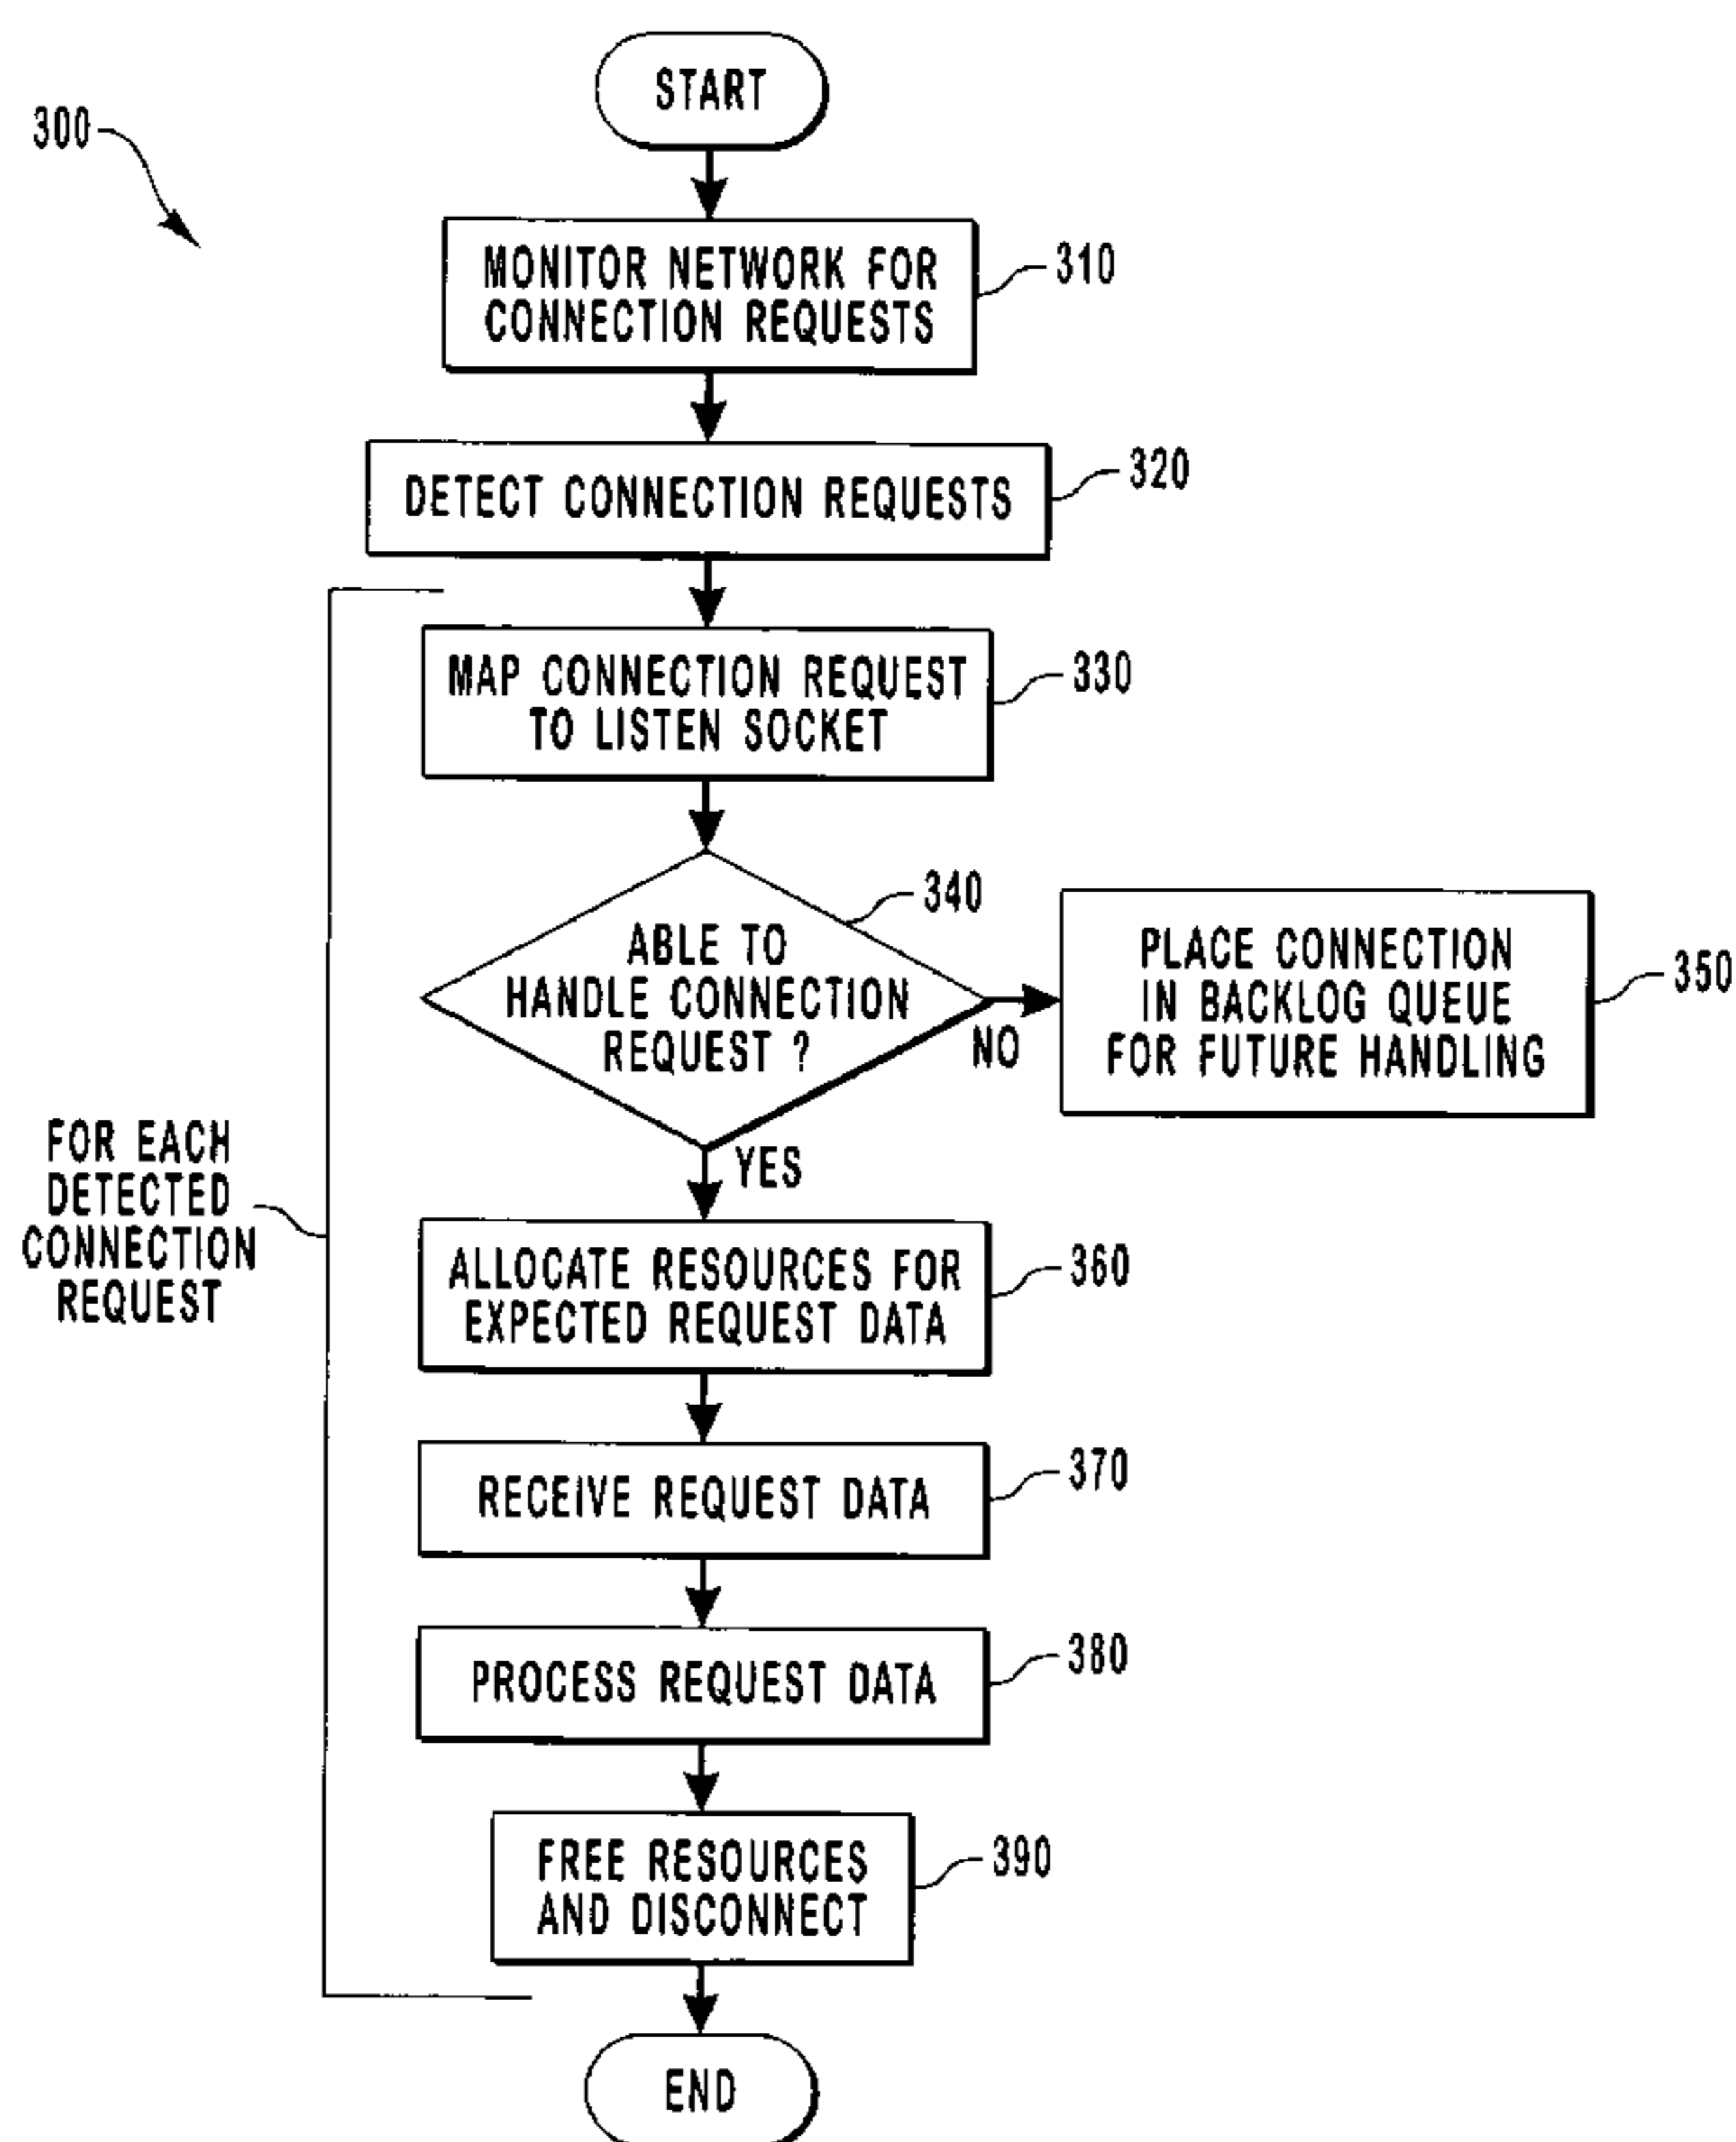 START
300
MONITOR NETWORK FOR
CONNECTION REQUESTS
310
DETECT CONNECTION REQUESTS
320
MAP CONNECTION REQUEST
TO LISTEN SOCKET
330
ABLE TO
HANDLE CONNECTION
REQUEST ?
340
NO
PLACE CONNECTION
IN BACKLOG QUEUE
FOR FUTURE HANDLING
350
YES
FOR EACH
DETECTED
CONNECTION
REQUEST
ALLOCATE RESOURCES FOR
EXPECTED REQUEST DATA
360
RECEIVE REQUEST DATA
370
PROCESS REQUEST DATA
380
FREE RESOURCES
AND DISCONNECT
390
END